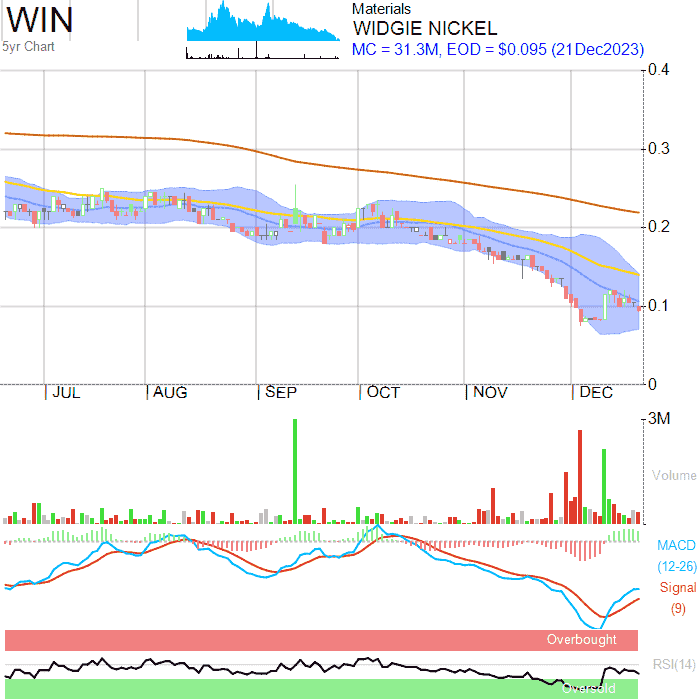 WIN
5yr Chart
Materials
WIDGIE NICKEL
MC = 31.3M, EOD = $0.095 (21Dec2023)
0.4
0.3
0.2
0.1
0
JUL AUG SEP OCT NOV DEC
3M
Volume
MACD
(12-26)
Signal
(9)
Overbought
RSI(14)
Oversold